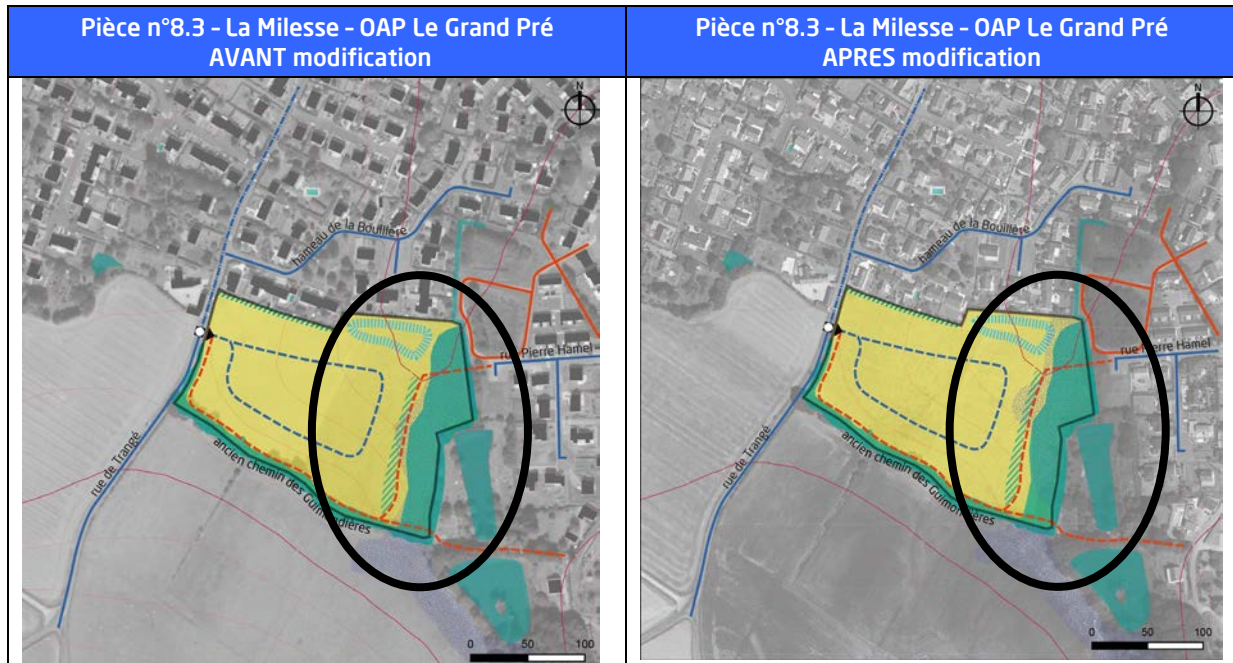 Pièce n°8.3 - La Milesse - OAP Le Grand Pré
AVANT modification
Pièce n°8.3 - La Milesse - OAP Le Grand Pré
APRES modification
N
hameau de la Bouillère
rue Pierre Hamel
rue de Trangé
ancien chemin des Guimondières
0 50 100
N
hameau de la Bouillère
rue Pierre Hamel
rue de Trangé
ancien chemin des Guimondières
0 50 100